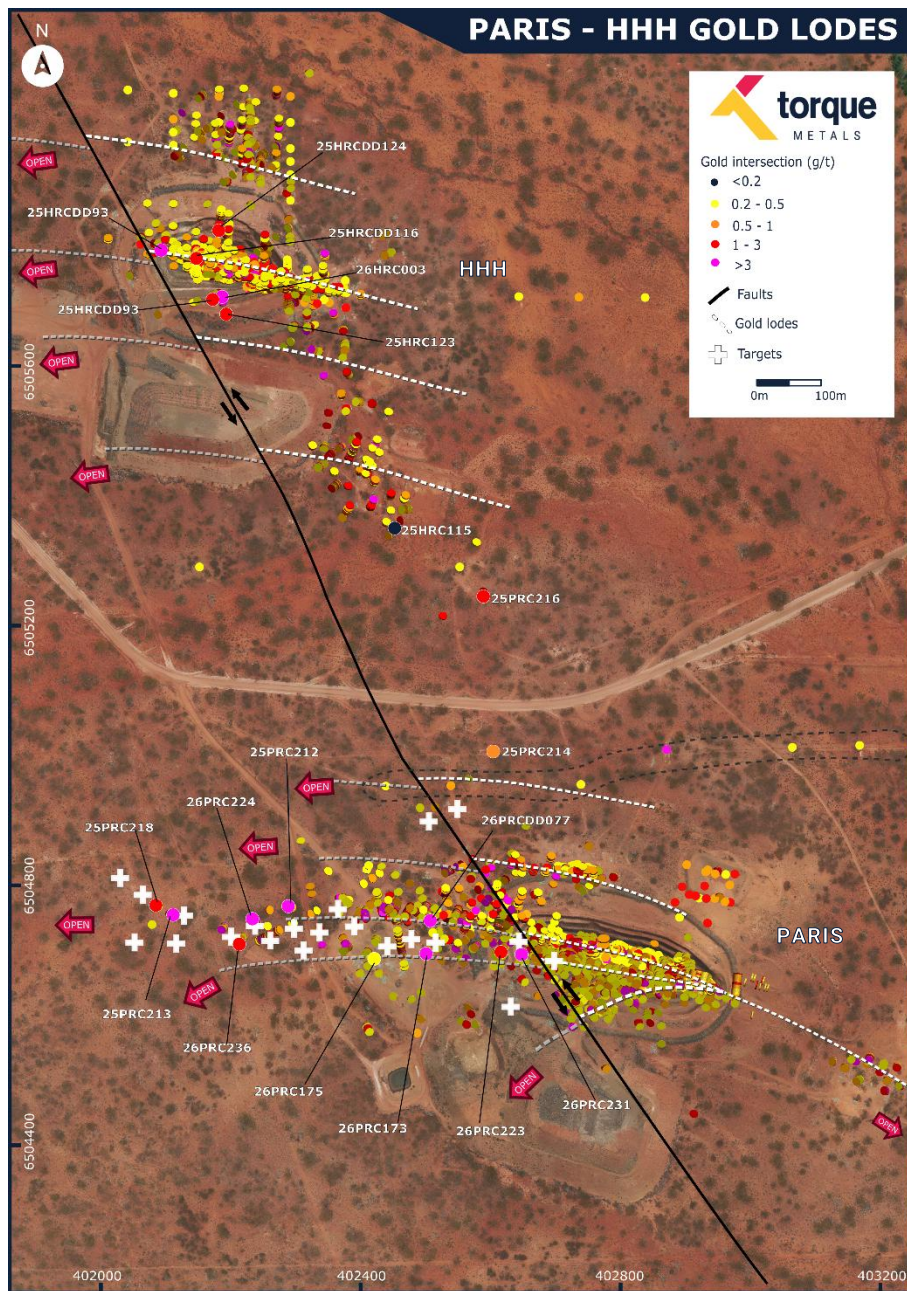 PARIS - HHH GOLD LODES
N
torque
METALS
Gold intersection (g/t)
<0.2
0.2 - 0.5
0.5 - 1
1 - 3
>3
Faults
Gold lodes
Targets
0m 100m
25HRCDD124
OPEN
25HRCDD93
25HRCDD116
26HRC003
HHH
OPEN
25HRCDD93
25HRC123
OPEN
6505600
OPEN
25HRC115
25PRC216
6505200
25PRC214
25PRC212
OPEN
26PRC224
26PRCDD077
25PRC218
OPEN
6504800
OPEN
PARIS
OPEN
25PRC213
26PRC236
26PRC175
26PRC173
26PRC223
26PRC231
OPEN
OPEN
6504400
402000
402400
402800
403200